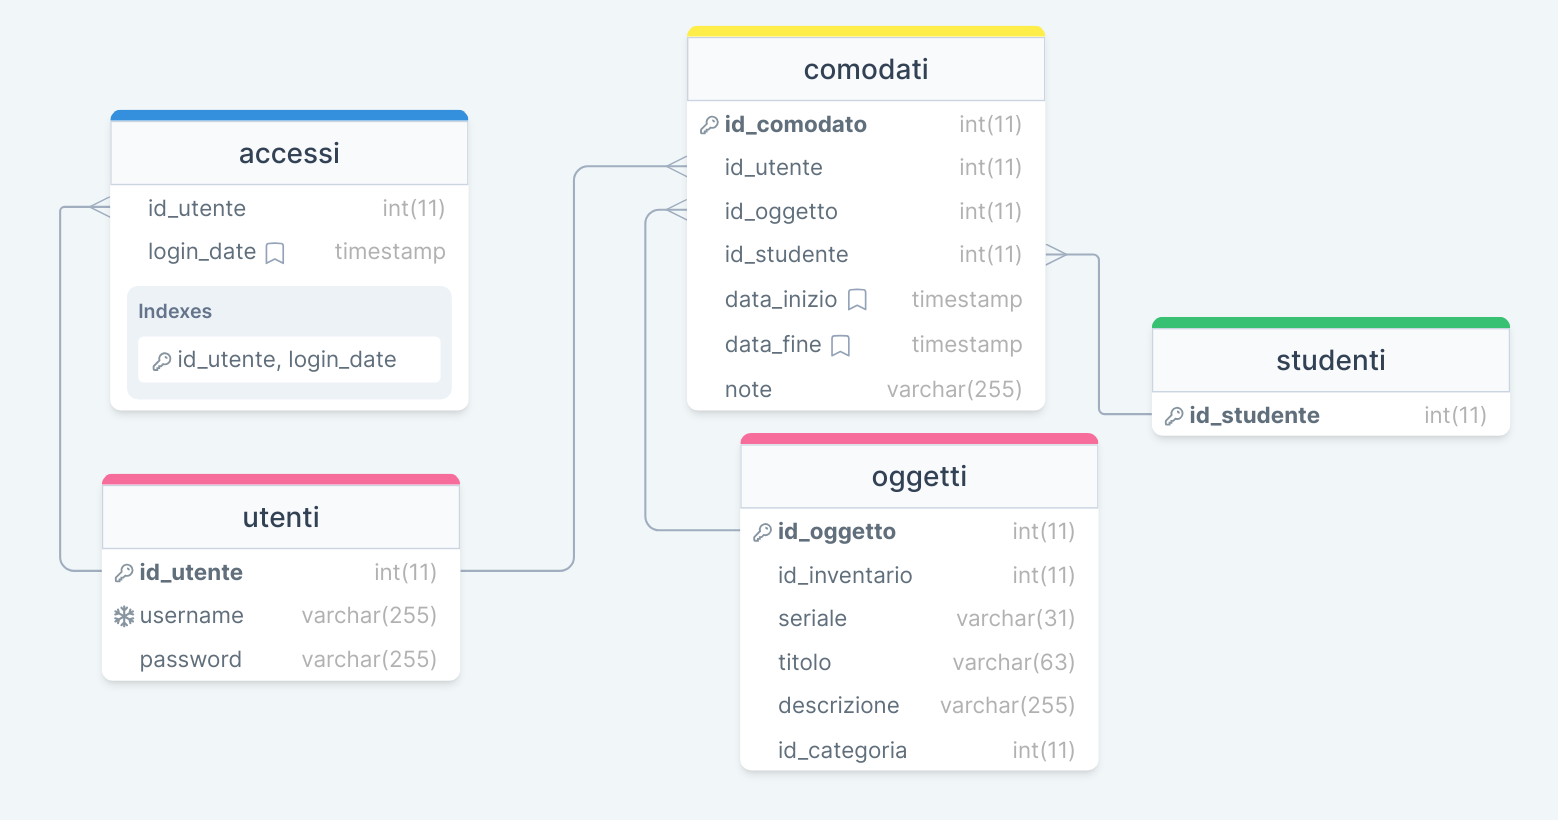 accessi
id_utente int(11)
login_date timestamp
Indexes
id_utente, login_date
utenti
id_utente int(11)
username varchar(255)
password varchar(255)
comodati
id_comodato int(11)
id_utente int(11)
id_oggetto int(11)
id_studente int(11)
data_inizio timestamp
data_fine timestamp
note varchar(255)
oggetti
id_oggetto int(11)
id_inventario int(11)
seriale varchar(31)
titolo varchar(63)
descrizione varchar(255)
id_categoria int(11)
studenti
id_studente int(11)